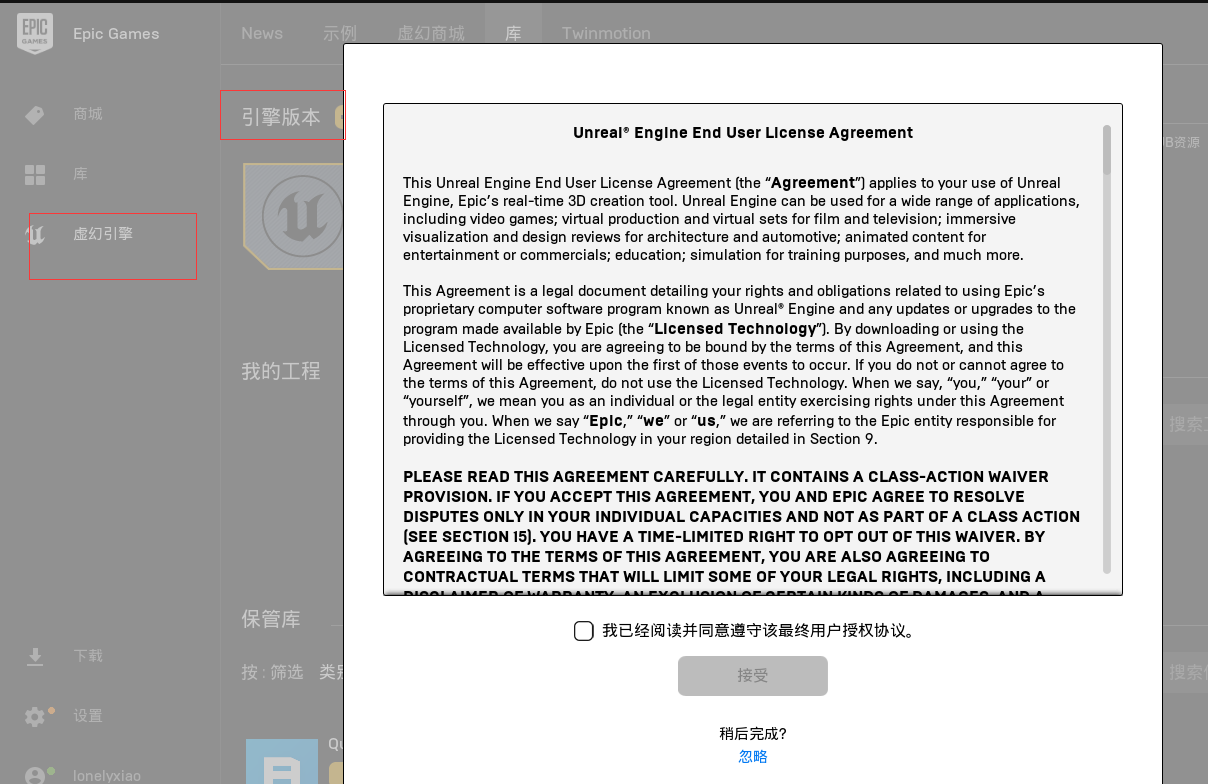 EPIC
GAMES
Epic Games
News
示例
虚幻商城
库
Twinmotion
商城
库
虚幻引擎
下载
设置
lonelyxiao
引擎版本
我的工程
保管库
按 : 筛选
Unreal® Engine End User License Agreement
This Unreal Engine End User License Agreement (the “Agreement”) applies to your use of Unreal
Engine, Epic’s real-time 3D creation tool. Unreal Engine can be used for a wide range of applications,
including video games; virtual production and virtual sets for film and television; immersive
visualization and design reviews for architecture and automotive; animated content for
entertainment or commercials; education; simulation for training purposes, and much more.
This Agreement is a legal document detailing your rights and obligations related to using Epic’s
proprietary computer software program known as Unreal® Engine and any updates or upgrades to the
program made available by Epic (the “Licensed Technology”). By downloading or using the
Licensed Technology, you are agreeing to be bound by the terms of this Agreement, and this
Agreement will be effective upon the first of those events to occur. If you do not or cannot agree to
the terms of this Agreement, do not use the Licensed Technology. When we say, “you,” “your” or
“yourself”, we mean you as an individual or the legal entity exercising rights under this Agreement
through you. When we say “Epic,” “we” or “us,” we are referring to the Epic entity responsible for
providing the Licensed Technology in your region detailed in Section 9.
PLEASE READ THIS AGREEMENT CAREFULLY. IT CONTAINS A CLASS-ACTION WAIVER
PROVISION. IF YOU ACCEPT THIS AGREEMENT, YOU AND EPIC AGREE TO RESOLVE
DISPUTES ONLY IN YOUR INDIVIDUAL CAPACITIES AND NOT AS PART OF A CLASS ACTION
(SEE SECTION 15). YOU HAVE A TIME-LIMITED RIGHT TO OPT OUT OF THIS WAIVER. BY
AGREEING TO THE TERMS OF THIS AGREEMENT, YOU ARE ALSO AGREEING TO
CONTRACTUAL TERMS THAT WILL LIMIT SOME OF YOUR LEGAL RIGHTS, INCLUDING A
DISCLAIMER OF WARRANTY, AN EXCLUSION OF CERTAIN KINDS OF DAMAGES, AND A
我已经阅读并同意遵守该最终用户授权协议。
接受
稍后完成?
忽略
资源
搜索
搜索